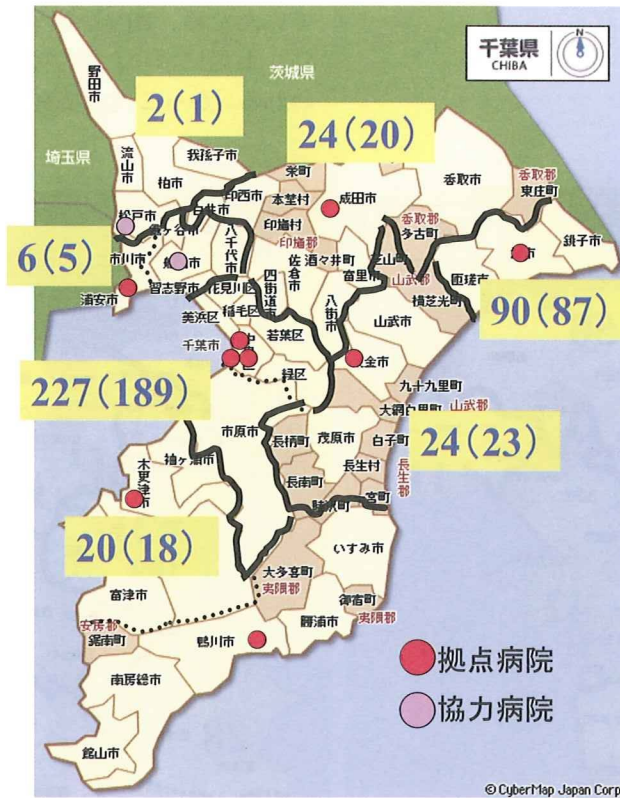 千葉県
CHIBA
N
茨城県
野田市
2(1)
24(20)
埼玉県
流山市
我孫子市
柏市
栄町
香取市
香取郡
東庄町
印西市
成田市
白井市
本埜村
松戸市
印旛村
香取郡
多古町
銚子市
6(5)
八千代市
印旛郡
酒々井町
芝山町
市川市
佐倉市
富里市
山武郡
匝瑳市
四街道市
習志野市
花見川区
横芝光町
浦安市
稲毛区
八街市
90(87)
美浜区
若葉区
山武市
千葉市
緑区
九十九里町
227(189)
大網白里町
山武郡
市原市
長柄町
茂原市
白子町
24(23)
袖ヶ浦市
長生村
木更津市
長南町
長生郡
20(18)
いすみ市
大多喜町
夷隅郡
富津市
御宿町
安房郡
夷隅郡
勝浦市
鋸南町
鴨川市
拠点病院
南房総市
協力病院
館山市
© CyberMap Japan Corp